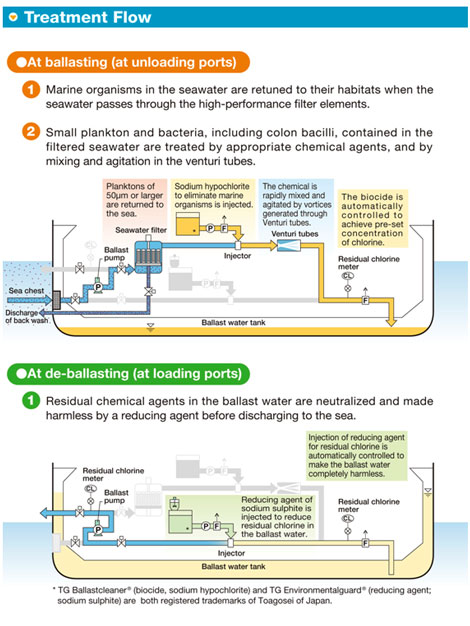 Treatment Flow
At ballasting (at unloading ports)
1 Marine organisms in the seawater are retuned to their habitats when the
seawater passes through the high-performance filter elements.
2 Small plankton and bacteria, including colon bacilli, contained in the
filtered seawater are treated by appropriate chemical agents, and by
mixing and agitation in the venturi tubes.
Planktons of
50μm or larger
are returned to
the sea.
Sodium hypochlorite
to eliminate marine
organisms is injected.
The chemical is
rapidly mixed and
agitated by vortices
generated through
Venturi tubes.
The biocide is
automatically
controlled to
achieve pre-set
concentration
of chlorine.
Seawater filter
CL
Ballast
pump
P
P
F
Injector
Venturi tubes
Residual chlorine
meter
CL
F
Sea chest
P
F
Discharge
of back wash.
Ballast water tank
At de-ballasting (at loading ports)
1 Residual chemical agents in the ballast water are neutralized and made
harmless by a reducing agent before discharging to the sea.
Injection of reducing agent
for residual chlorine is
automatically controlled to
make the ballast water
completely harmless.
Residual chlorine
meter
CL
Ballast
pump
P
P
F
Reducing agent of
sodium sulphite is
injected to reduce
residual chlorine in
the ballast water.
Residual chlorine
meter
CL
F
P
F
Injector
Ballast water tank
* TG Ballastcleaner® (biocide, sodium hypochlorite) and TG Environmentalguard® (reducing agent;
sodium sulphite) are both registered trademarks of Toagosei of Japan.